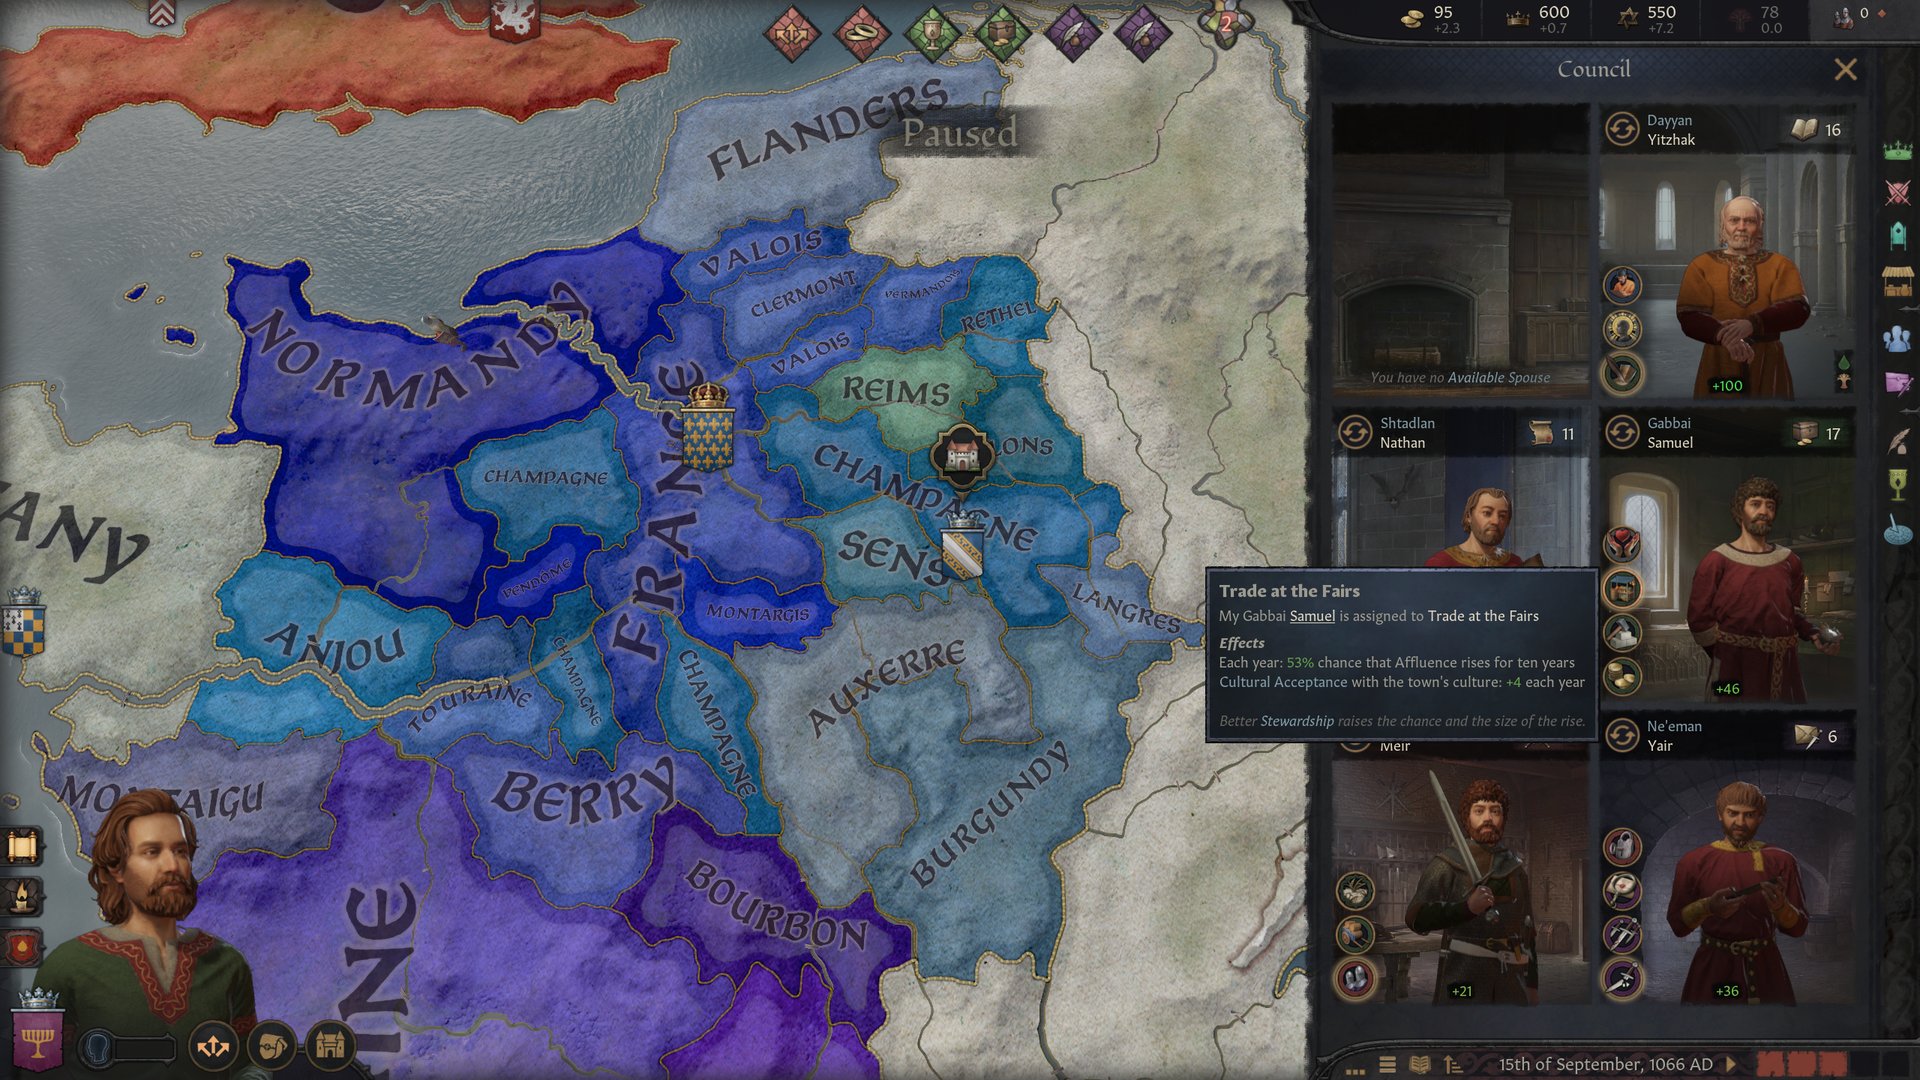 95
+2.3
600
+0.7
550
+7.2
78
0.0
0
2
Paused
FLANDERS
VALOIS
CLERMONT
VERMANDOIS
RETHEL
VALOIS
NORMANDY
REIMS
FRANCE
CHAMPAGNE
CHAMPAGNE
LONS
SENS
VENDÔME
MONTARGIS
LANGRES
ANJOU
CHAMPAGNE
TOURAINE
CHAMPAGNE
AUXERRE
BERRY
BURGUNDY
BOURBON
ANY
INE
Council
Dayyan
Yitzhak
16
+100
You have no Available Spouse
Shtadlan
Nathan
11
Gabbai
Samuel
17
+46
Trade at the Fairs
My Gabbai Samuel is assigned to Trade at the Fairs
Effects
Each year: 53% chance that Affluence rises for ten years
Cultural Acceptance with the town's culture: +4 each year
Better Stewardship raises the chance and the size of the rise.
Meir
+21
Ne'eman
Yair
6
+36
15th of September, 1066 AD